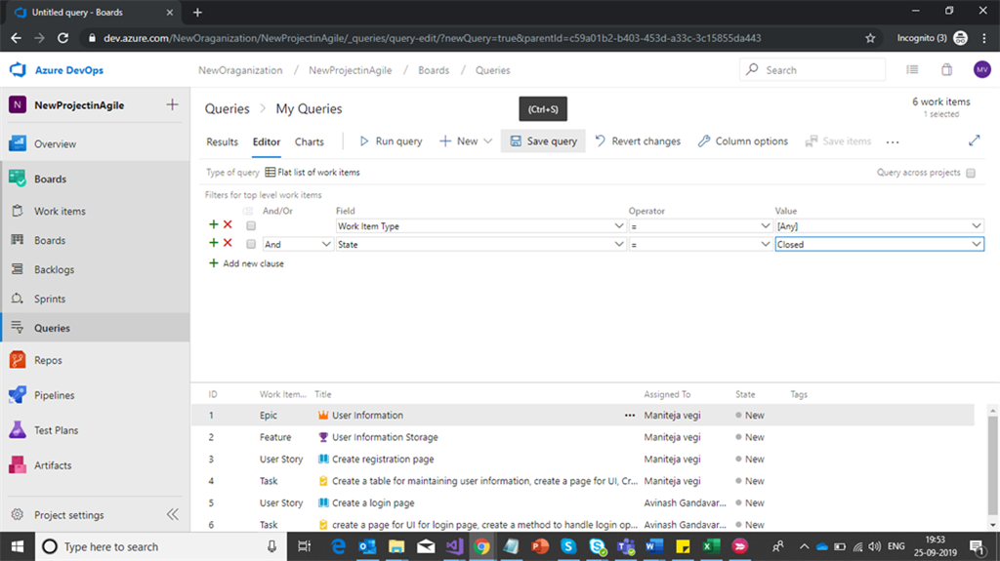 Untitled query - Boards
dev.azure.com/NewOraganization/NewProjectinAgile/_queries/query-edit/?newQuery=true&parentId=c59a01b2-b403-453d-a33c-3c15855da443
Incognito (3)
Azure DevOps
NewOraganization / NewProjectinAgile / Boards / Queries
Search
MV
N NewProjectinAgile
Overview
Boards
Work items
Boards
Backlogs
Sprints
Queries
Repos
Pipelines
Test Plans
Artifacts
Project settings
Queries > My Queries
(Ctrl+S)
6 work items
1 selected
Results Editor Charts Run query New Save query Revert changes Column options Save items ...
Type of query Flat list of work items
Query across projects
Filters for top level work items
And/Or Field Operator Value
Work Item Type = [Any]
And State = Closed
Add new clause
ID Work Item... Title Assigned To State Tags
1 Epic User Information ... Maniteja vegi New
2 Feature User Information Storage Maniteja vegi New
3 User Story Create registration page Maniteja vegi New
4 Task Create a table for maintaining user information, create a page for UI, Cr... Maniteja vegi New
5 User Story Create a login page Avinash Gandavar... New
6 Task create a page for UI for login page, create a method to handle login op... Avinash Gandavar... New
Type here to search
ENG
19:53
25-09-2019
1